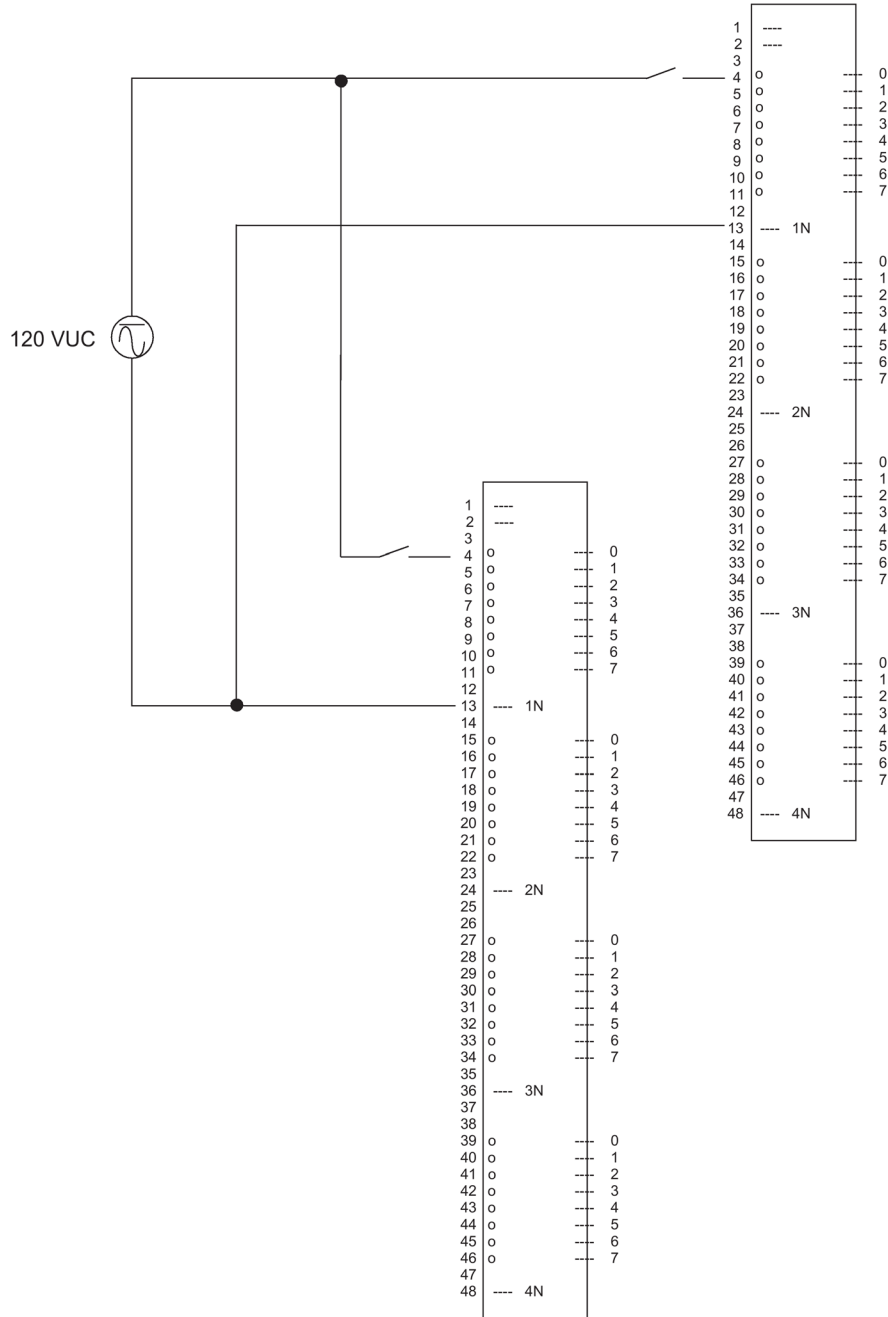 120 VUC
1 ----
2 ----
3
4 o ---- 0
5 o ---- 1
6 o ---- 2
7 o ---- 3
8 o ---- 4
9 o ---- 5
10 o ---- 6
11 o ---- 7
12
13 ---- 1N
14
15 o ---- 0
16 o ---- 1
17 o ---- 2
18 o ---- 3
19 o ---- 4
20 o ---- 5
21 o ---- 6
22 o ---- 7
23
24 ---- 2N
25
26
27 o ---- 0
28 o ---- 1
29 o ---- 2
30 o ---- 3
31 o ---- 4
32 o ---- 5
33 o ---- 6
34 o ---- 7
35
36 ---- 3N
37
38
39 o ---- 0
40 o ---- 1
41 o ---- 2
42 o ---- 3
43 o ---- 4
44 o ---- 5
45 o ---- 6
46 o ---- 7
47
48 ---- 4N
1 ----
2 ----
3
4 o ---- 0
5 o ---- 1
6 o ---- 2
7 o ---- 3
8 o ---- 4
9 o ---- 5
10 o ---- 6
11 o ---- 7
12
13 ---- 1N
14
15 o ---- 0
16 o ---- 1
17 o ---- 2
18 o ---- 3
19 o ---- 4
20 o ---- 5
21 o ---- 6
22 o ---- 7
23
24 ---- 2N
25
26
27 o ---- 0
28 o ---- 1
29 o ---- 2
30 o ---- 3
31 o ---- 4
32 o ---- 5
33 o ---- 6
34 o ---- 7
35
36 ---- 3N
37
38
39 o ---- 0
40 o ---- 1
41 o ---- 2
42 o ---- 3
43 o ---- 4
44 o ---- 5
45 o ---- 6
46 o ---- 7
47
48 ---- 4N